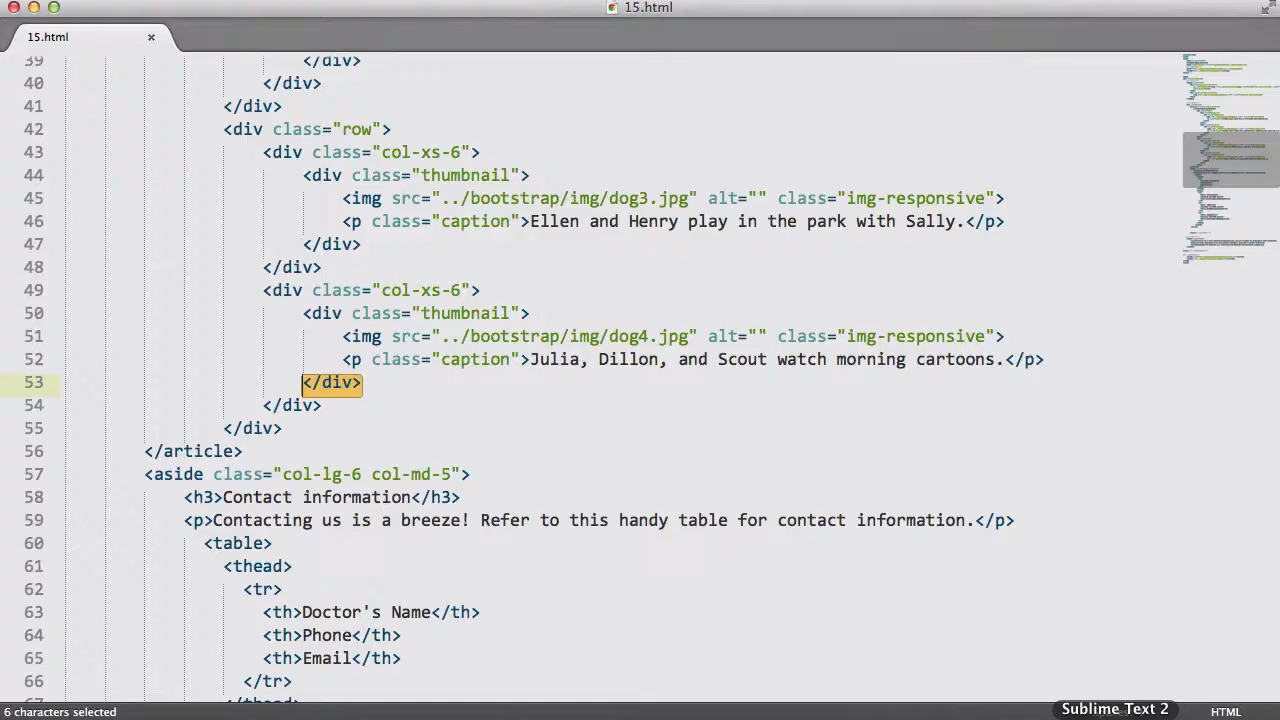 15.html
15.html ×
39 </div>
40 </div>
41 </div>
42 <div class="row">
43 <div class="col-xs-6">
44 <div class="thumbnail">
45 <img src="../bootstrap/img/dog3.jpg" alt="" class="img-responsive">
46 <p class="caption">Ellen and Henry play in the park with Sally.</p>
47 </div>
48 </div>
49 <div class="col-xs-6">
50 <div class="thumbnail">
51 <img src="../bootstrap/img/dog4.jpg" alt="" class="img-responsive">
52 <p class="caption">Julia, Dillon, and Scout watch morning cartoons.</p>
53 </div>
54 </div>
55 </div>
56 </article>
57 <aside class="col-lg-6 col-md-5">
58 <h3>Contact information</h3>
59 <p>Contacting us is a breeze! Refer to this handy table for contact information.</p>
60 <table>
61 <thead>
62 <tr>
63 <th>Doctor's Name</th>
64 <th>Phone</th>
65 <th>Email</th>
66 </tr>
67 </thead>
6 characters selected Sublime Text 2 HTML